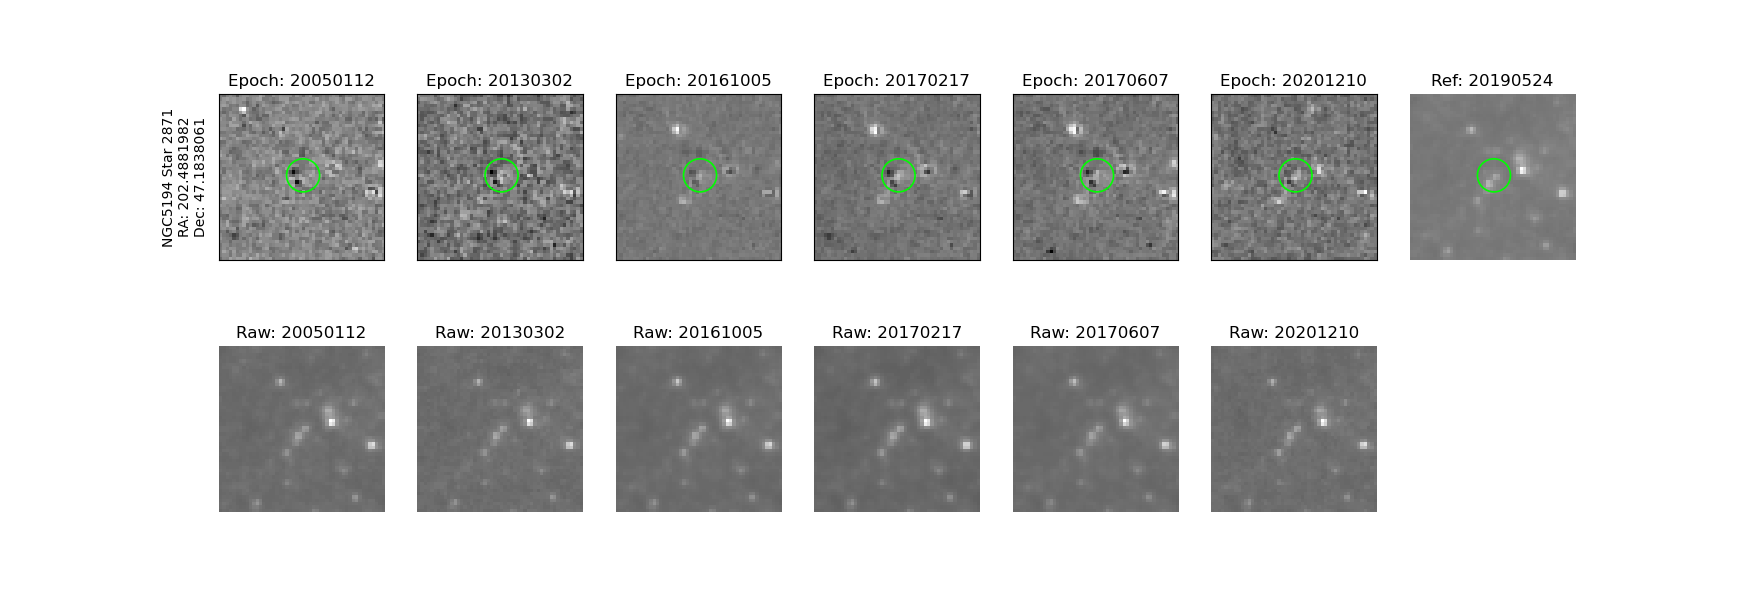 Epoch: 20050112
Epoch: 20130302
Epoch: 20161005
Epoch: 20170217
Epoch: 20170607
Epoch: 20201210
Ref: 20190524
NGC5194 Star 2871
RA: 202.4881982
Dec: 47.1838061
Raw: 20050112
Raw: 20130302
Raw: 20161005
Raw: 20170217
Raw: 20170607
Raw: 20201210